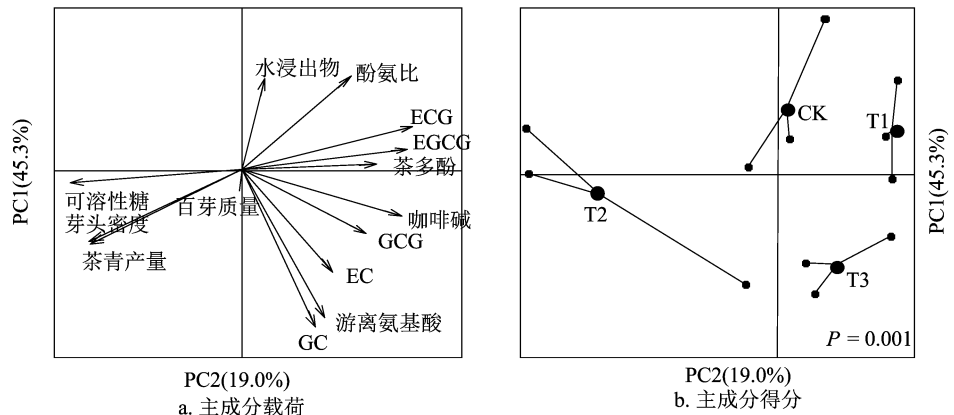 水浸出物
酚氨比
ECG
EGCG
茶多酚
可溶性糖
百芽质量
芽头密度
咖啡碱
GCG
茶青产量
EC
游离氨基酸
GC
PC1(45.3%)
PC2(19.0%)
a. 主成分载荷
CK
T1
T2
T3
P = 0.001
PC1(45.3%)
PC2(19.0%)
b. 主成分得分